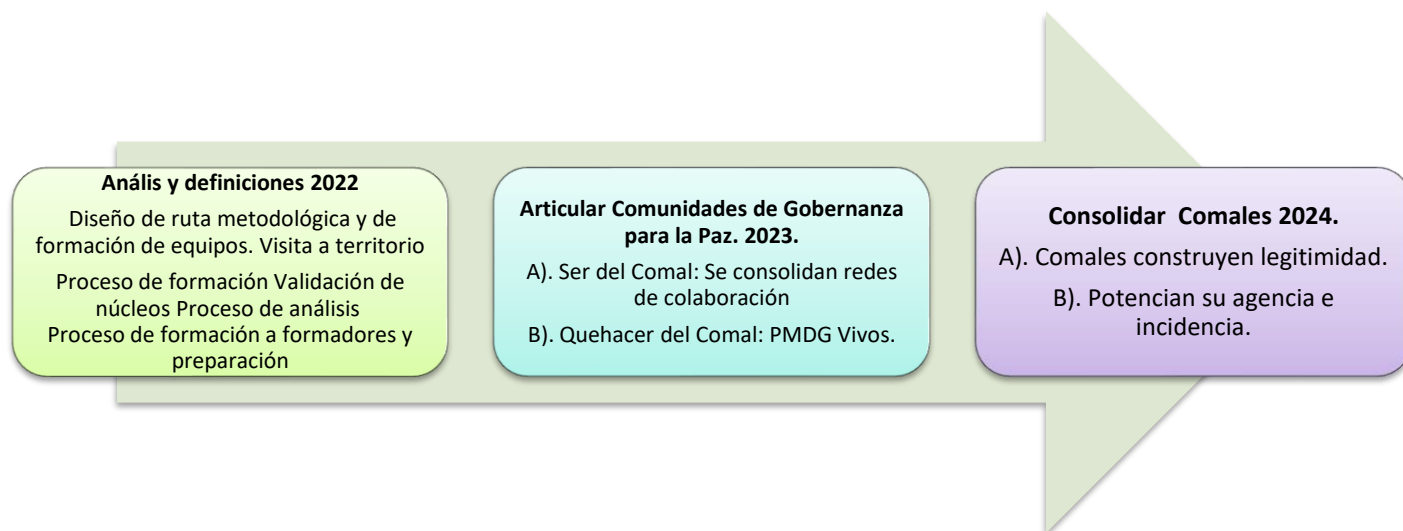 Anális y definiciones 2022
Diseño de ruta metodológica y de
formación de equipos. Visita a territorio
Proceso de formación Validación de
núcleos Proceso de análisis
Proceso de formación a formadores y
preparación
Articular Comunidades de Gobernanza
para la Paz. 2023.
A). Ser del Comal: Se consolidan redes
de colaboración
B). Quehacer del Comal: PMDG Vivos.
Consolidar Comales 2024.
A). Comales construyen legitimidad.
B). Potencian su agencia e
incidencia.